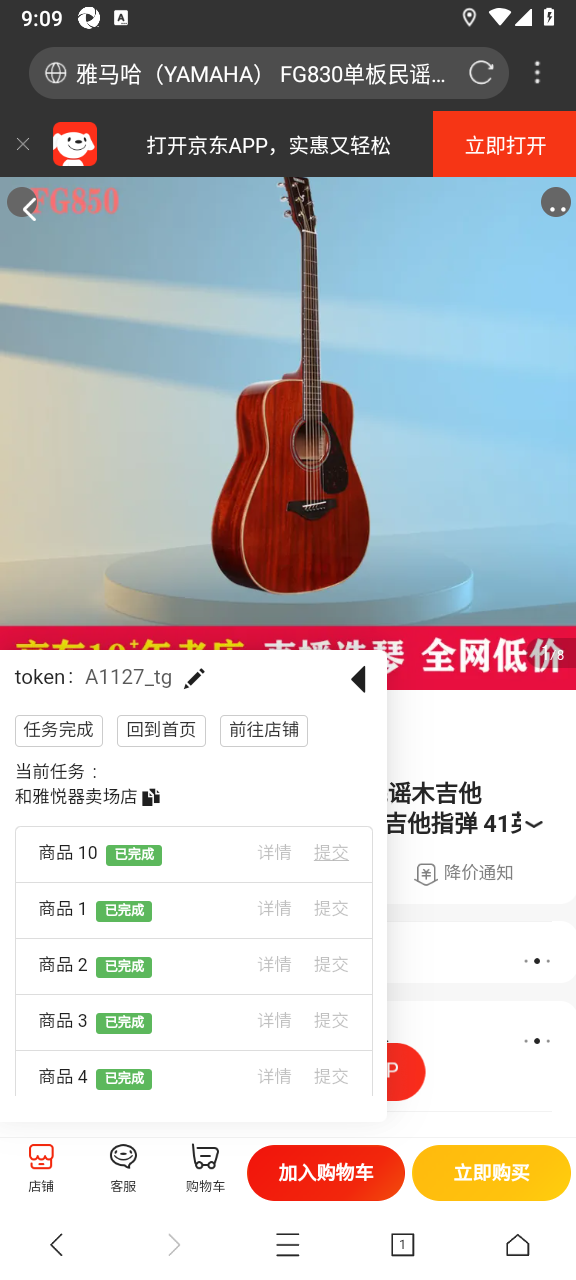 9:09
A
雅马哈（YAMAHA） FG830单板民谣...
打开京东APP，实惠又轻松
立即打开
FG850
全网低价
1/8
token： A1127_tg
任务完成
回到首页
前往店铺
当前任务 :
和雅悦器卖场店
谣木吉他
吉他指弹 41英
降价通知
商品 10 已完成 详情 提交
商品 1 已完成 详情 提交
商品 2 已完成 详情 提交
商品 3 已完成 详情 提交
商品 4 已完成 详情 提交
P
店铺
客服
购物车
加入购物车
立即购买
1